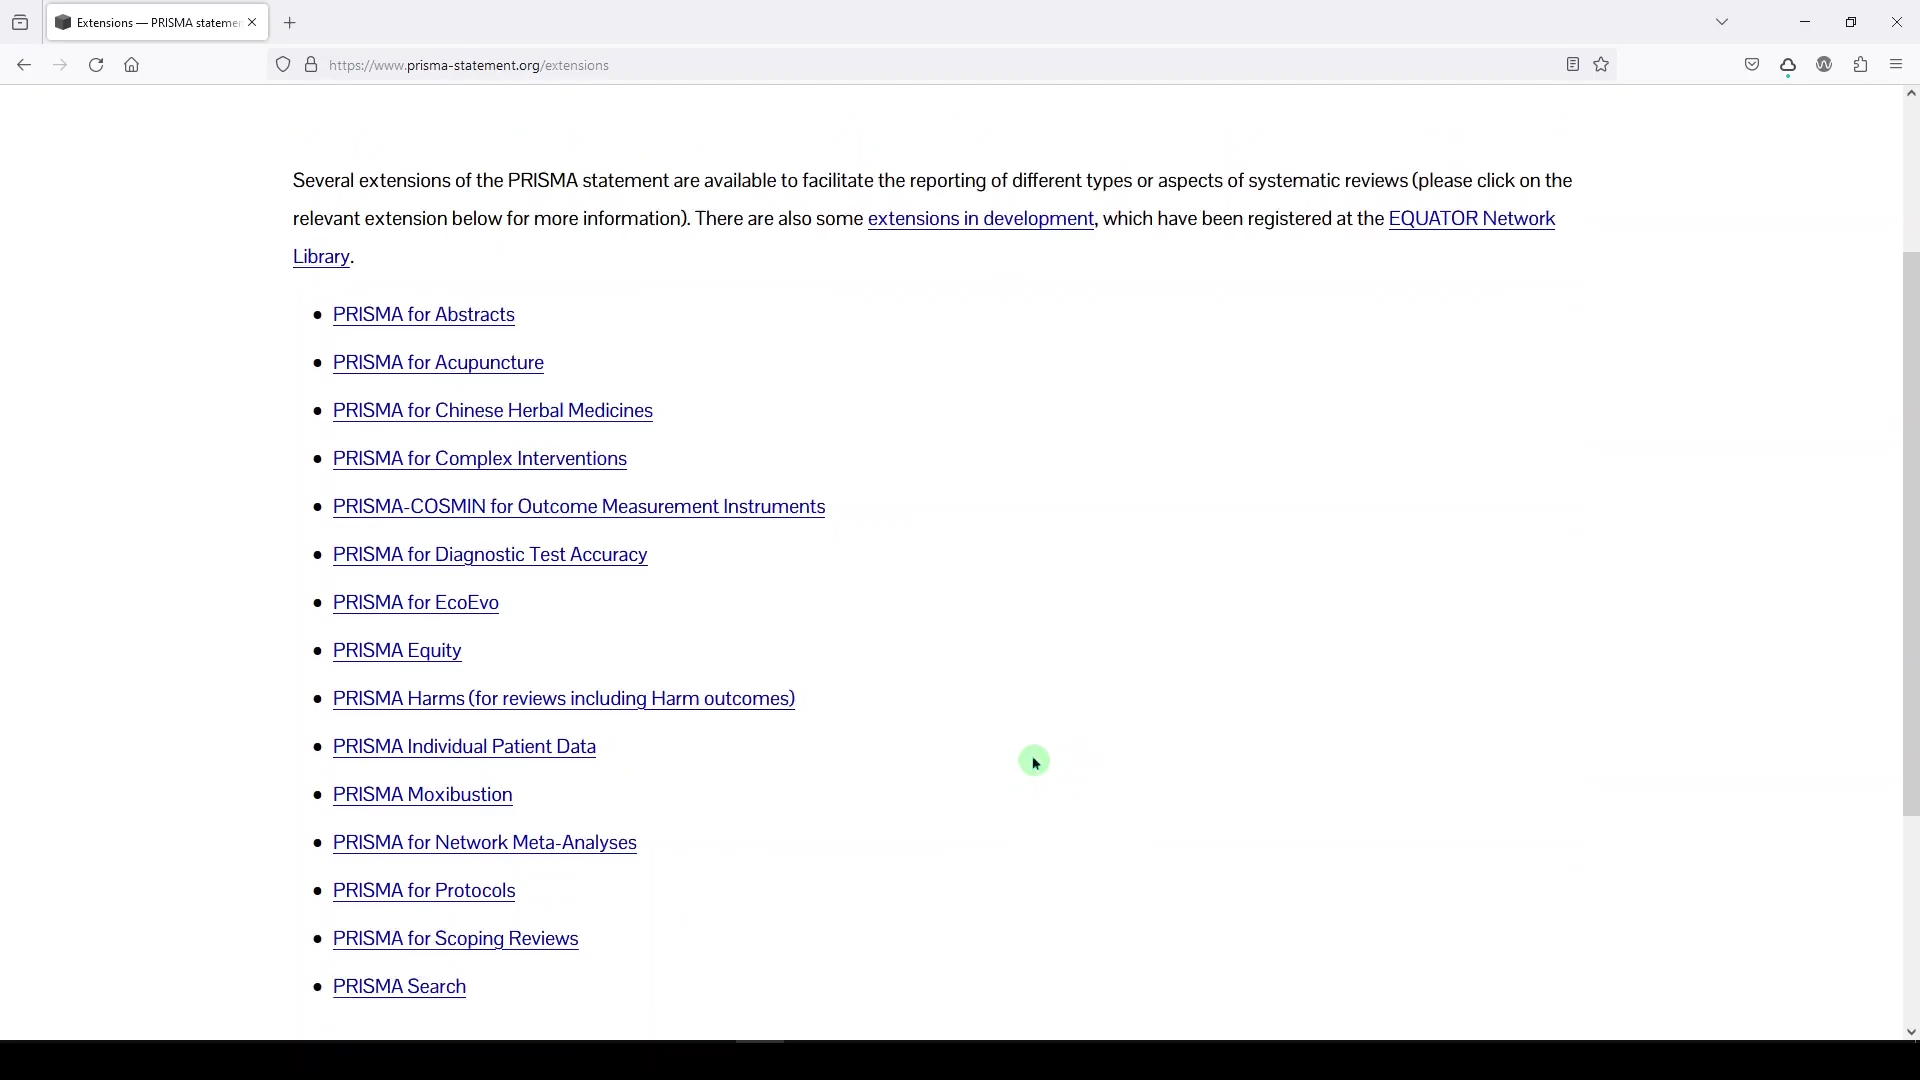 Extensions — PRISMA statemen
https://www.prisma-statement.org/extensions
Several extensions of the PRISMA statement are available to facilitate the reporting of different types or aspects of systematic reviews (please click on the
relevant extension below for more information). There are also some extensions in development, which have been registered at the EQUATOR Network
Library.
PRISMA for Abstracts
PRISMA for Acupuncture
PRISMA for Chinese Herbal Medicines
PRISMA for Complex Interventions
PRISMA-COSMIN for Outcome Measurement Instruments
PRISMA for Diagnostic Test Accuracy
PRISMA for EcoEvo
PRISMA Equity
PRISMA Harms (for reviews including Harm outcomes)
PRISMA Individual Patient Data
PRISMA Moxibustion
PRISMA for Network Meta-Analyses
PRISMA for Protocols
PRISMA for Scoping Reviews
PRISMA Search